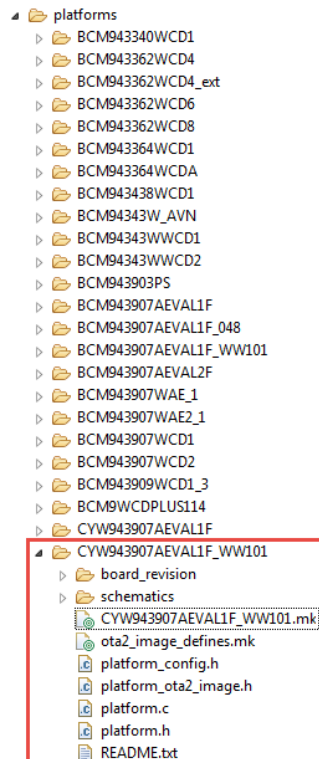 platforms
BCM943340WCD1
BCM943362WCD4
BCM943362WCD4_ext
BCM943362WCD6
BCM943362WCD8
BCM943364WCD1
BCM943364WCDA
BCM943438WCD1
BCM94343W_AVN
BCM94343WWCD1
BCM94343WWCD2
BCM943903PS
BCM943907AEVAL1F
BCM943907AEVAL1F_048
BCM943907AEVAL1F_WW101
BCM943907AEVAL2F
BCM943907WAE_1
BCM943907WAE2_1
BCM943907WCD1
BCM943907WCD2
BCM943909WCD1_3
BCM9WCDPLUS114
CYW943907AEVAL1F
CYW943907AEVAL1F_WW101
board_revision
schematics
CYW943907AEVAL1F_WW101.mk
ota2_image_defines.mk
platform_config.h
platform_ota2_image.h
platform.c
platform.h
README.txt